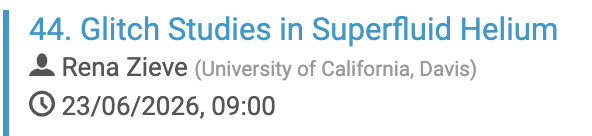 44. Glitch Studies in Superfluid Helium
Rena Zieve (University of California, Davis)
23/06/2026, 09:00